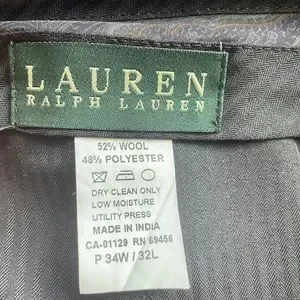 LAUREN
RALPH LAUREN
52% WOOL
48% POLYESTER
DRY CLEAN ONLY
LOW MOISTURE
UTILITY PRESS
MADE IN INDIA
CA-01129 RN 69456
P 34W / 32L